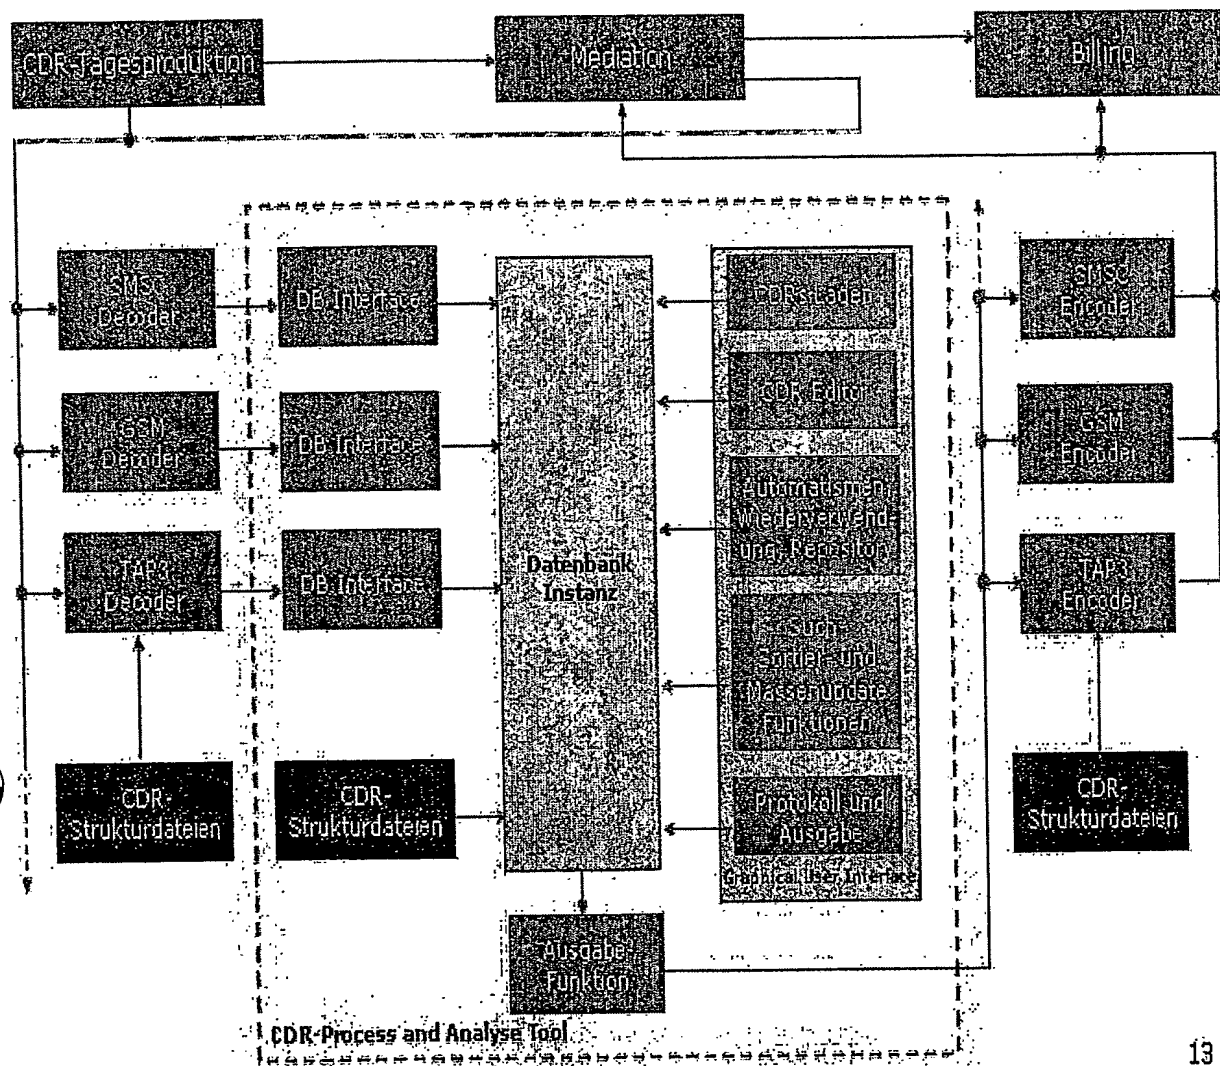 CDR-Tagesproduktion
Mediation
Billing
SMSC
Decoder
DB Interface
CDRs Laden
SMSC
Encoder
CDR Editor
GSM
Decoder
DB Interface
GSM
Encoder
Automatismen,
Wiederverwend-
ung, Repository
Datenbank
Instanz
TAP3
Decoder
DB Interface
TAP3
Encoder
Such-
Sortier- und
Massenupdate
Funktionen
CDR-
Strukturdateien
CDR-
Strukturdateien
Protokoll und
Ausgabe
CDR-
Strukturdateien
Graphical User Interface
Ausgabe-
Funktion
CDR-Process and Analyse Tool
13